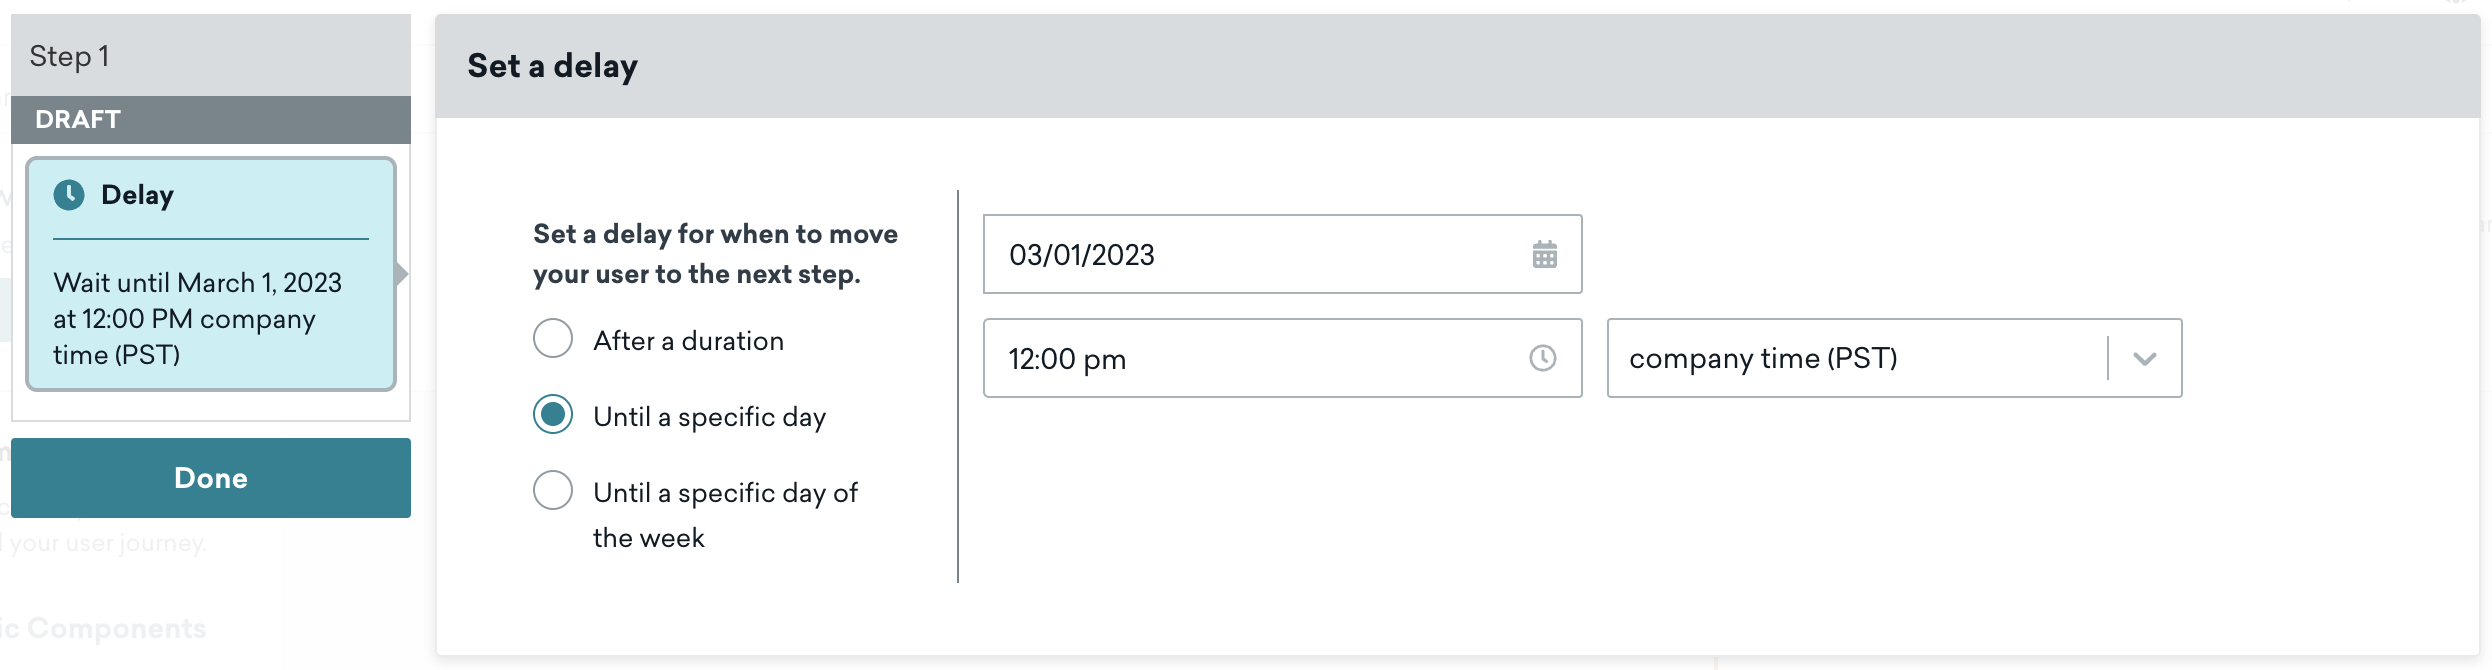 Step 1
DRAFT
Delay
Wait until March 1, 2023
at 12:00 PM company
time (PST)
Done
your user journey.
ic Components
Set a delay
Set a delay for when to move
your user to the next step.
After a duration
Until a specific day
Until a specific day of
the week
03/01/2023
12:00 pm
company time (PST)